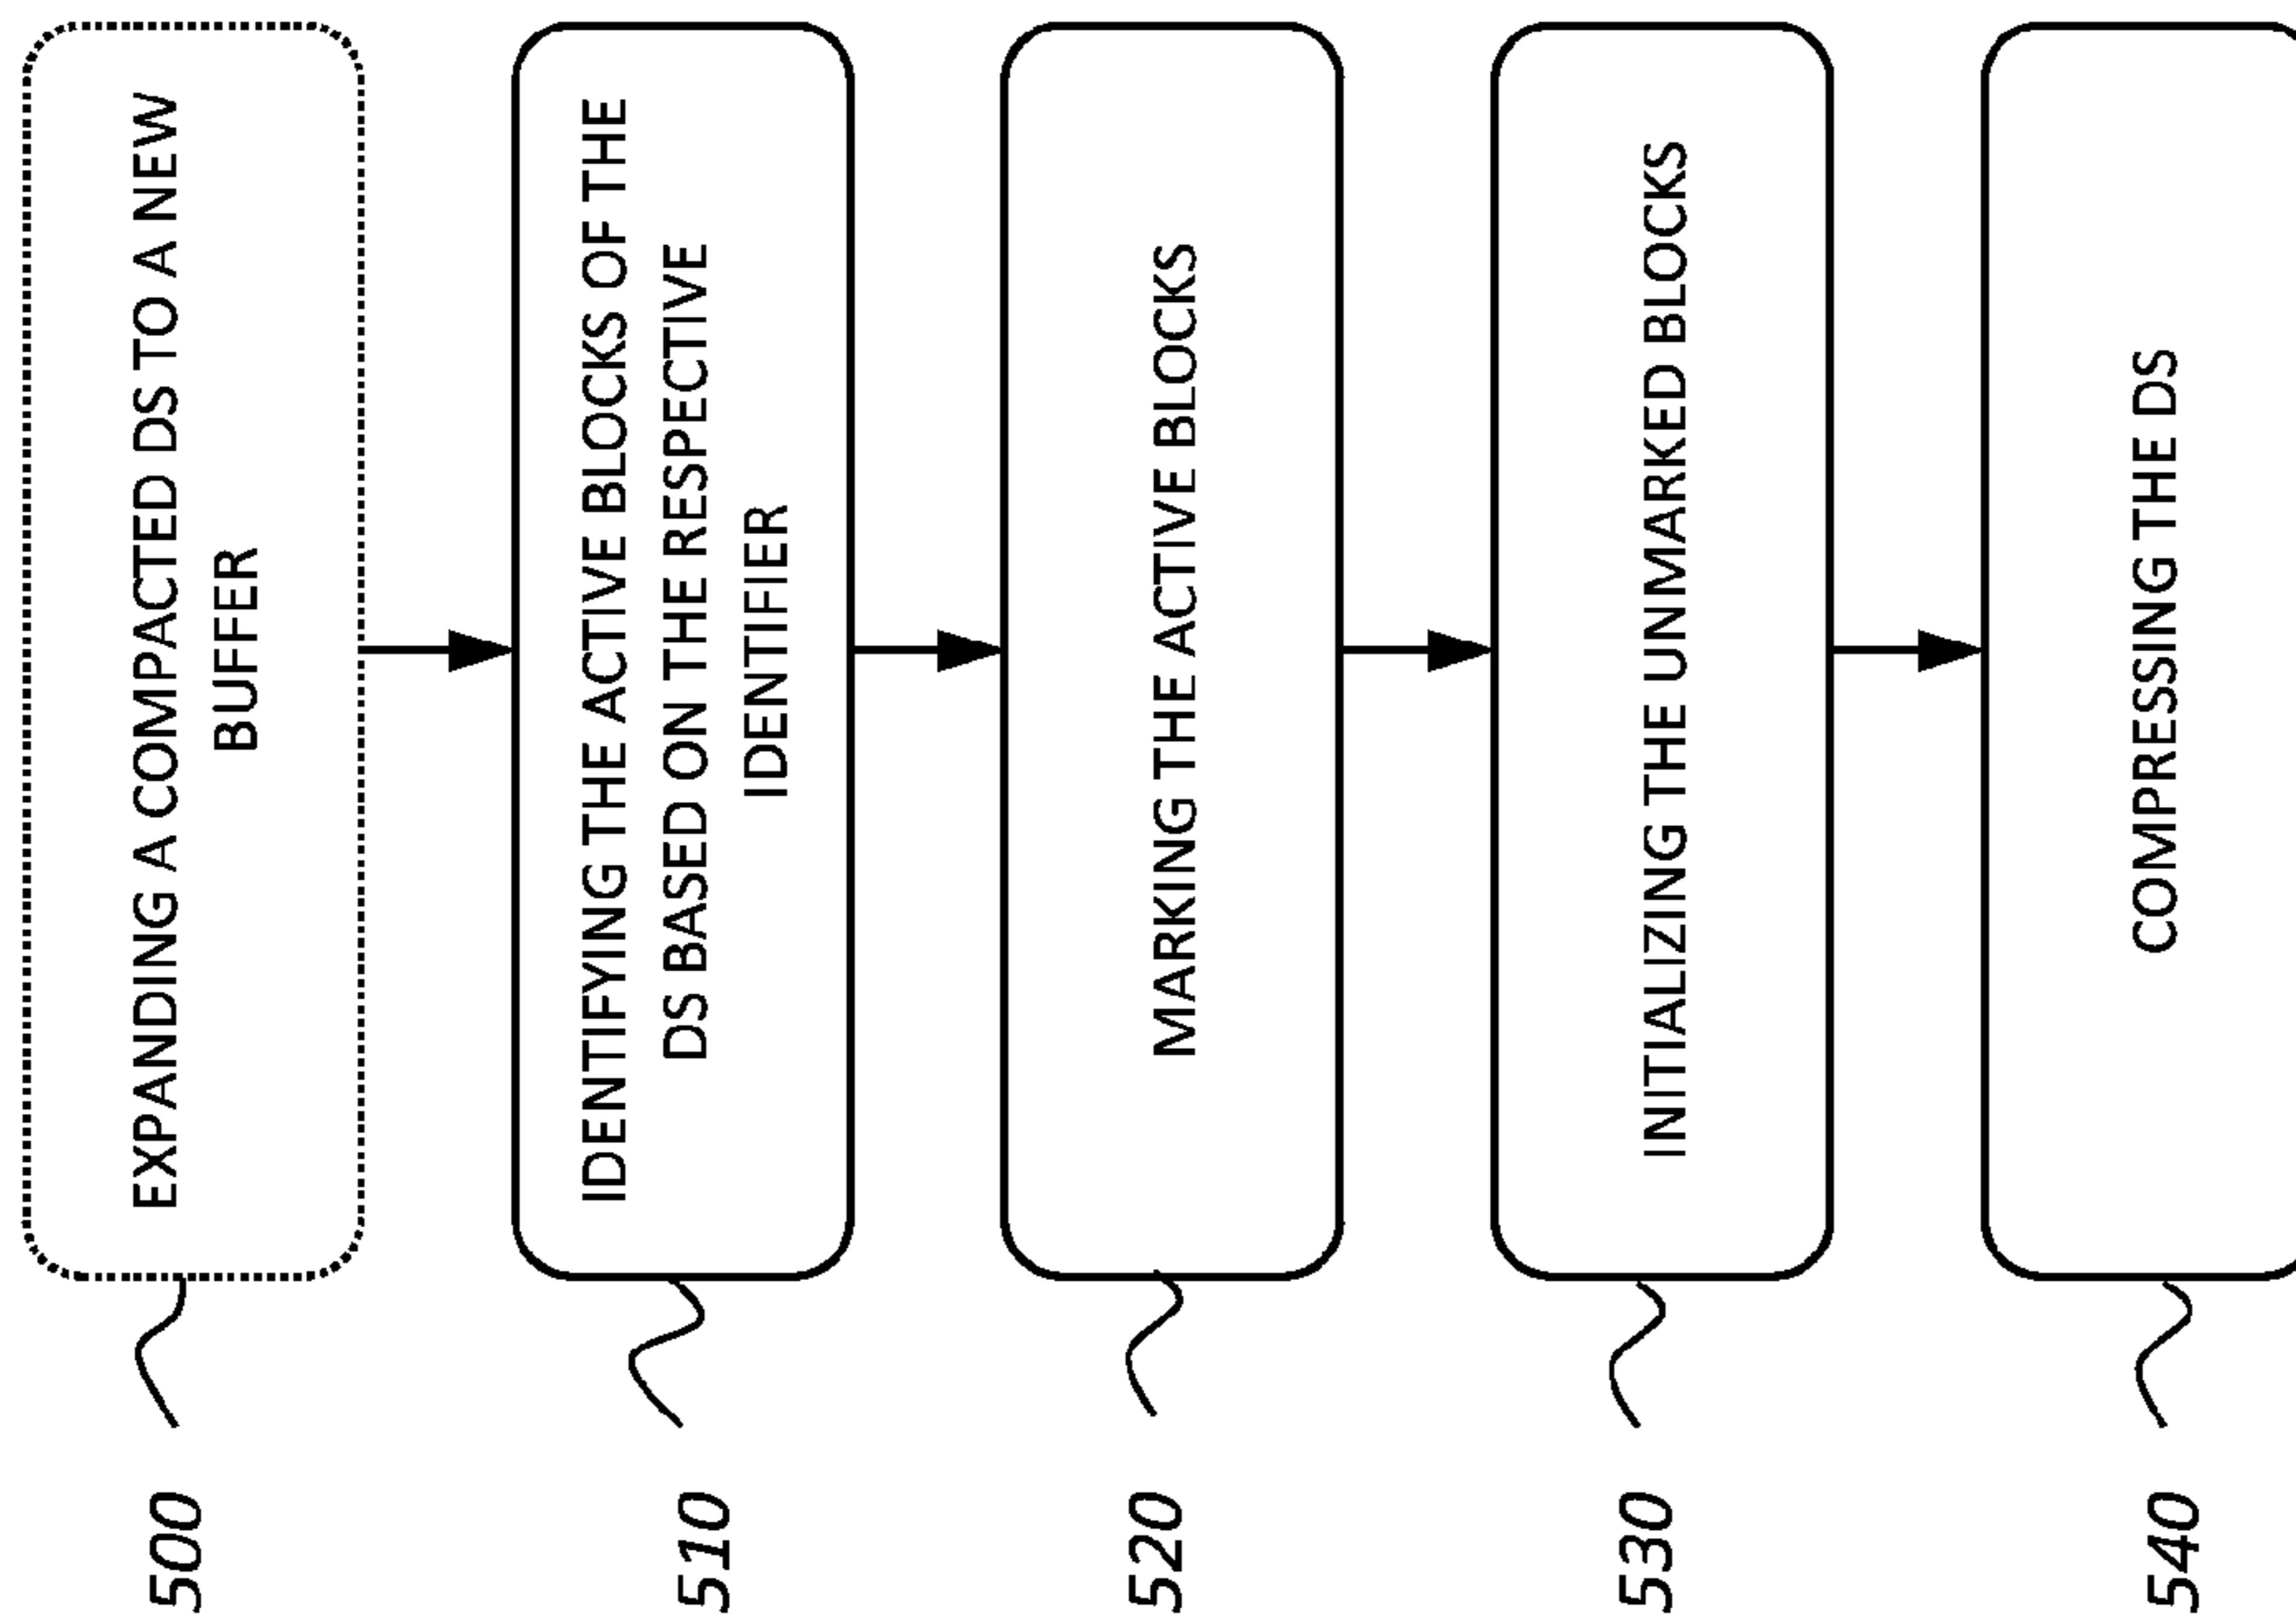 500
EXPANDING A COMPACTED DS TO A NEW
BUFFER
510
IDENTIFYING THE ACTIVE BLOCKS OF THE
DS BASED ON THE RESPECTIVE
IDENTIFIER
520
MARKING THE ACTIVE BLOCKS
530
INITIALIZING THE UNMARKED BLOCKS
540
COMPRESSING THE DS